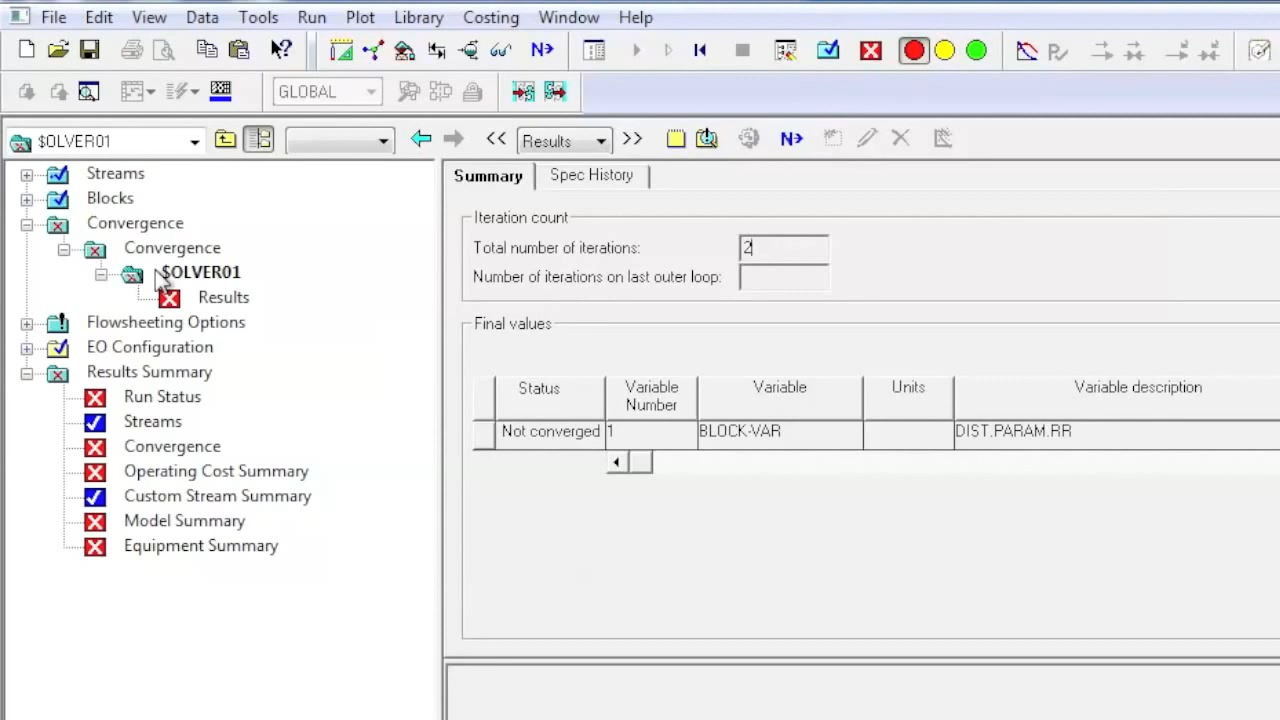 File Edit View Data Tools Run Plot Library Costing Window Help
N→
GLOBAL
$OLVER01
<< Results >> N→
Summary Spec History
Streams
Blocks
Convergence
Convergence
$OLVER01
Results
Flowsheeting Options
EO Configuration
Results Summary
Run Status
Streams
Convergence
Operating Cost Summary
Custom Stream Summary
Model Summary
Equipment Summary
Iteration count
Total number of iterations: 2
Number of iterations on last outer loop:
Final values
Status Variable Number Variable Units Variable description
Not converged 1 BLOCK-VAR DIST.PARAM.RR